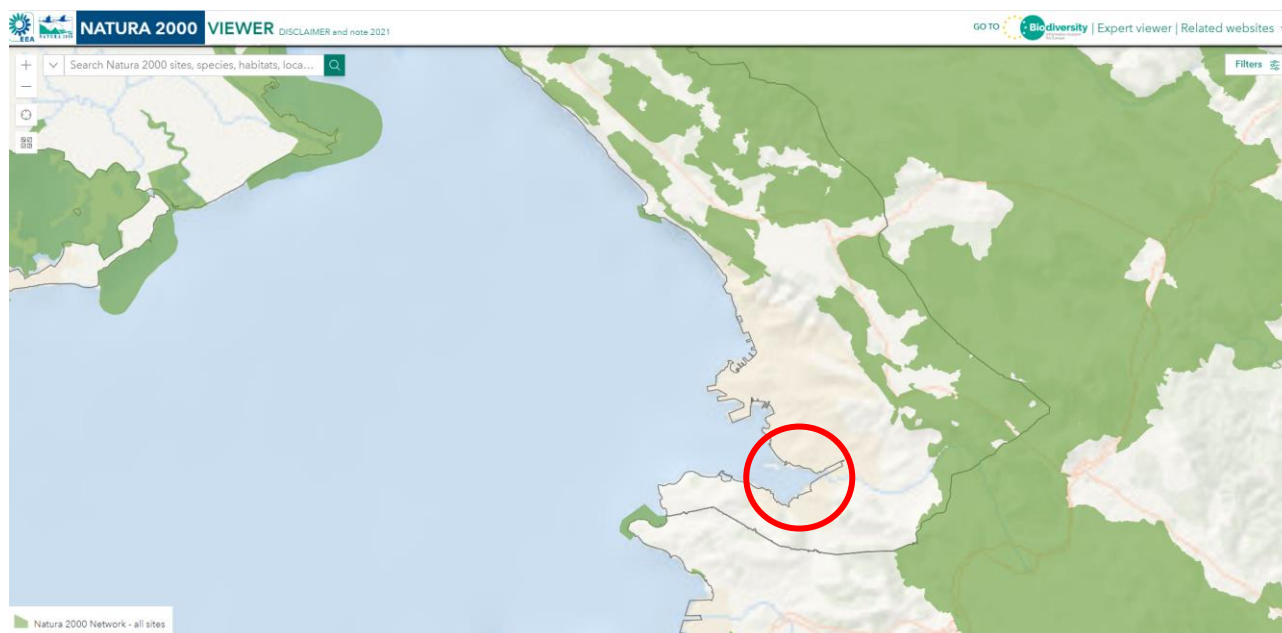 EEA NATURA 2000 NATURA 2000 VIEWER DISCLAIMER and note 2021 GO TO Biodiversity | Expert viewer | Related websites
Search Natura 2000 sites, species, habitats, loca...
Filters
Natura 2000 Network - all sites